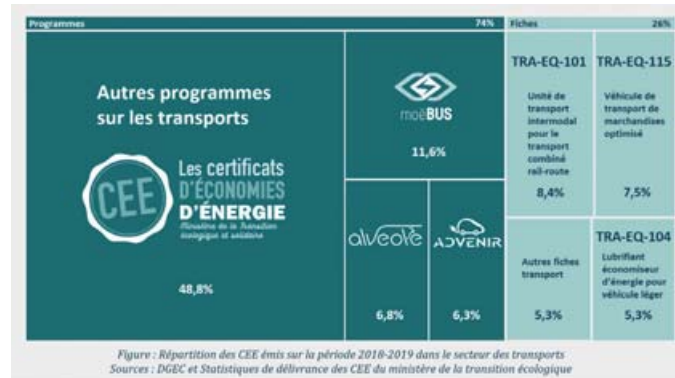 Programmes 74%
Fiches 26%
Autres programmes
sur les transports
CEE
Les certificats
D'ÉCONOMIES
D'ÉNERGIE
Ministère de la Transition
écologique et solidaire
48,8%
moëBUS
11,6%
alvéole
6,8%
ADVENIR
6,3%
TRA-EQ-101
Unité de
transport
intermodal
pour le
transport
combiné
rail-route
8,4%
TRA-EQ-115
Véhicule de
transport de
marchandises
optimisé
7,5%
Autres fiches
transport
5,3%
TRA-EQ-104
Lubrifiant
économiseur
d'énergie pour
véhicule léger
5,3%
Figure : Répartition des CEE émis sur la période 2018-2019 dans le secteur des transports
Sources : DGEC et Statistiques de délivrance des CEE du ministère de la transition écologique